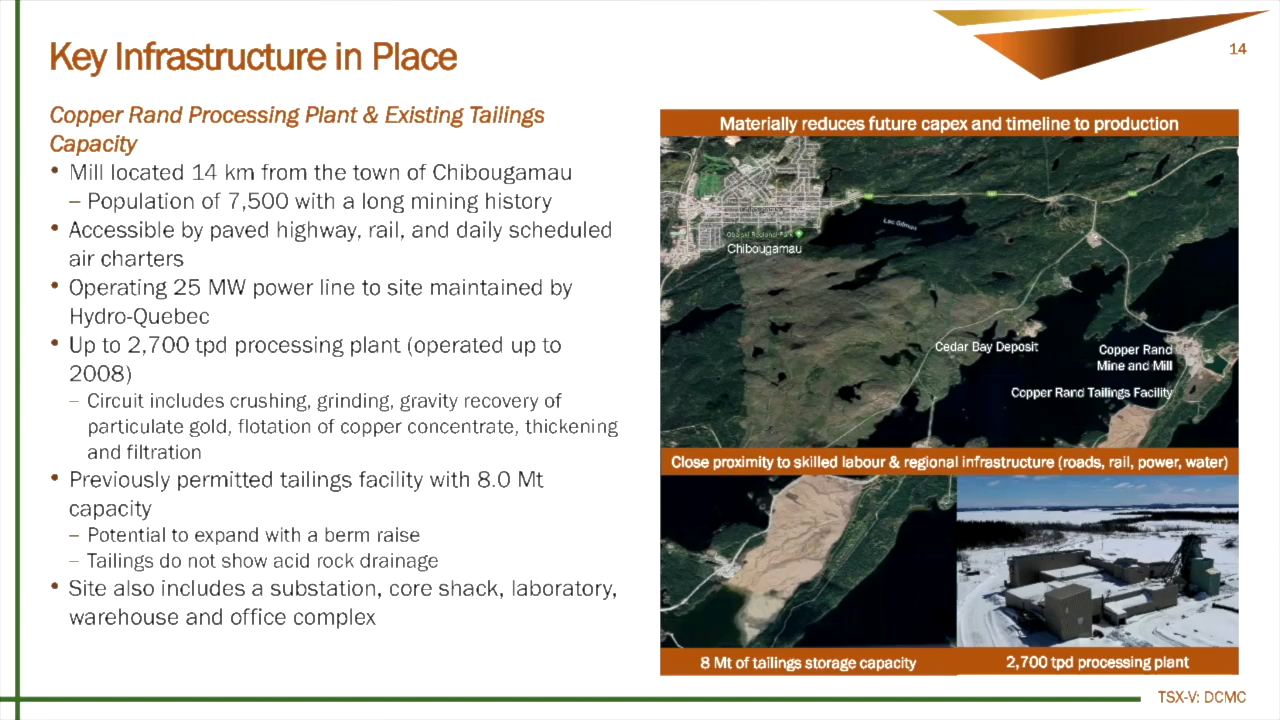 Key Infrastructure in Place
14
Copper Rand Processing Plant & Existing Tailings
Capacity
• Mill located 14 km from the town of Chibougamau
– Population of 7,500 with a long mining history
• Accessible by paved highway, rail, and daily scheduled
air charters
• Operating 25 MW power line to site maintained by
Hydro-Quebec
• Up to 2,700 tpd processing plant (operated up to
2008)
– Circuit includes crushing, grinding, gravity recovery of
particulate gold, flotation of copper concentrate, thickening
and filtration
• Previously permitted tailings facility with 8.0 Mt
capacity
– Potential to expand with a berm raise
– Tailings do not show acid rock drainage
• Site also includes a substation, core shack, laboratory,
warehouse and office complex
Materially reduces future capex and timeline to production
Lac Gilman
Obalski Regional Park
Chibougamau
Cedar Bay Deposit
Copper Rand
Mine and Mill
Copper Rand Tailings Facility
Close proximity to skilled labour & regional infrastructure (roads, rail, power, water)
8 Mt of tailings storage capacity
2,700 tpd processing plant
TSX-V: DCMC